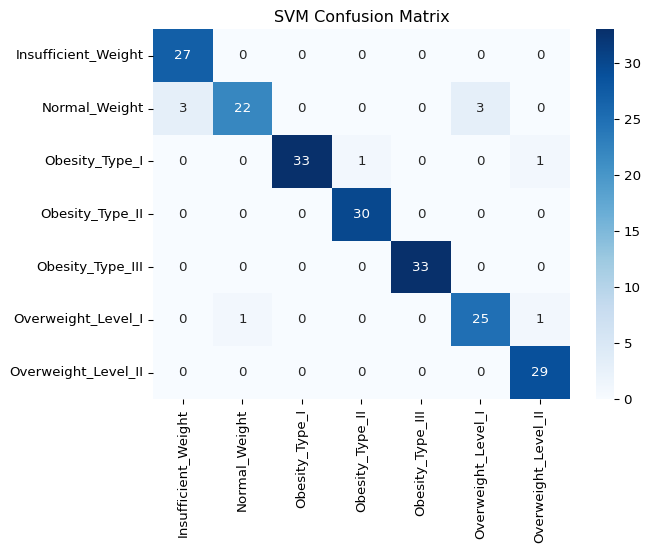 SVM Confusion Matrix
Insufficient_Weight 27 0 0 0 0 0 0
Normal_Weight 3 22 0 0 0 3 0
Obesity_Type_I 0 0 33 1 0 0 1
Obesity_Type_II 0 0 0 30 0 0 0
Obesity_Type_III 0 0 0 0 33 0 0
Overweight_Level_I 0 1 0 0 0 25 1
Overweight_Level_II 0 0 0 0 0 0 29
Insufficient_Weight
Normal_Weight
Obesity_Type_I
Obesity_Type_II
Obesity_Type_III
Overweight_Level_I
Overweight_Level_II
30
25
20
15
10
5
0